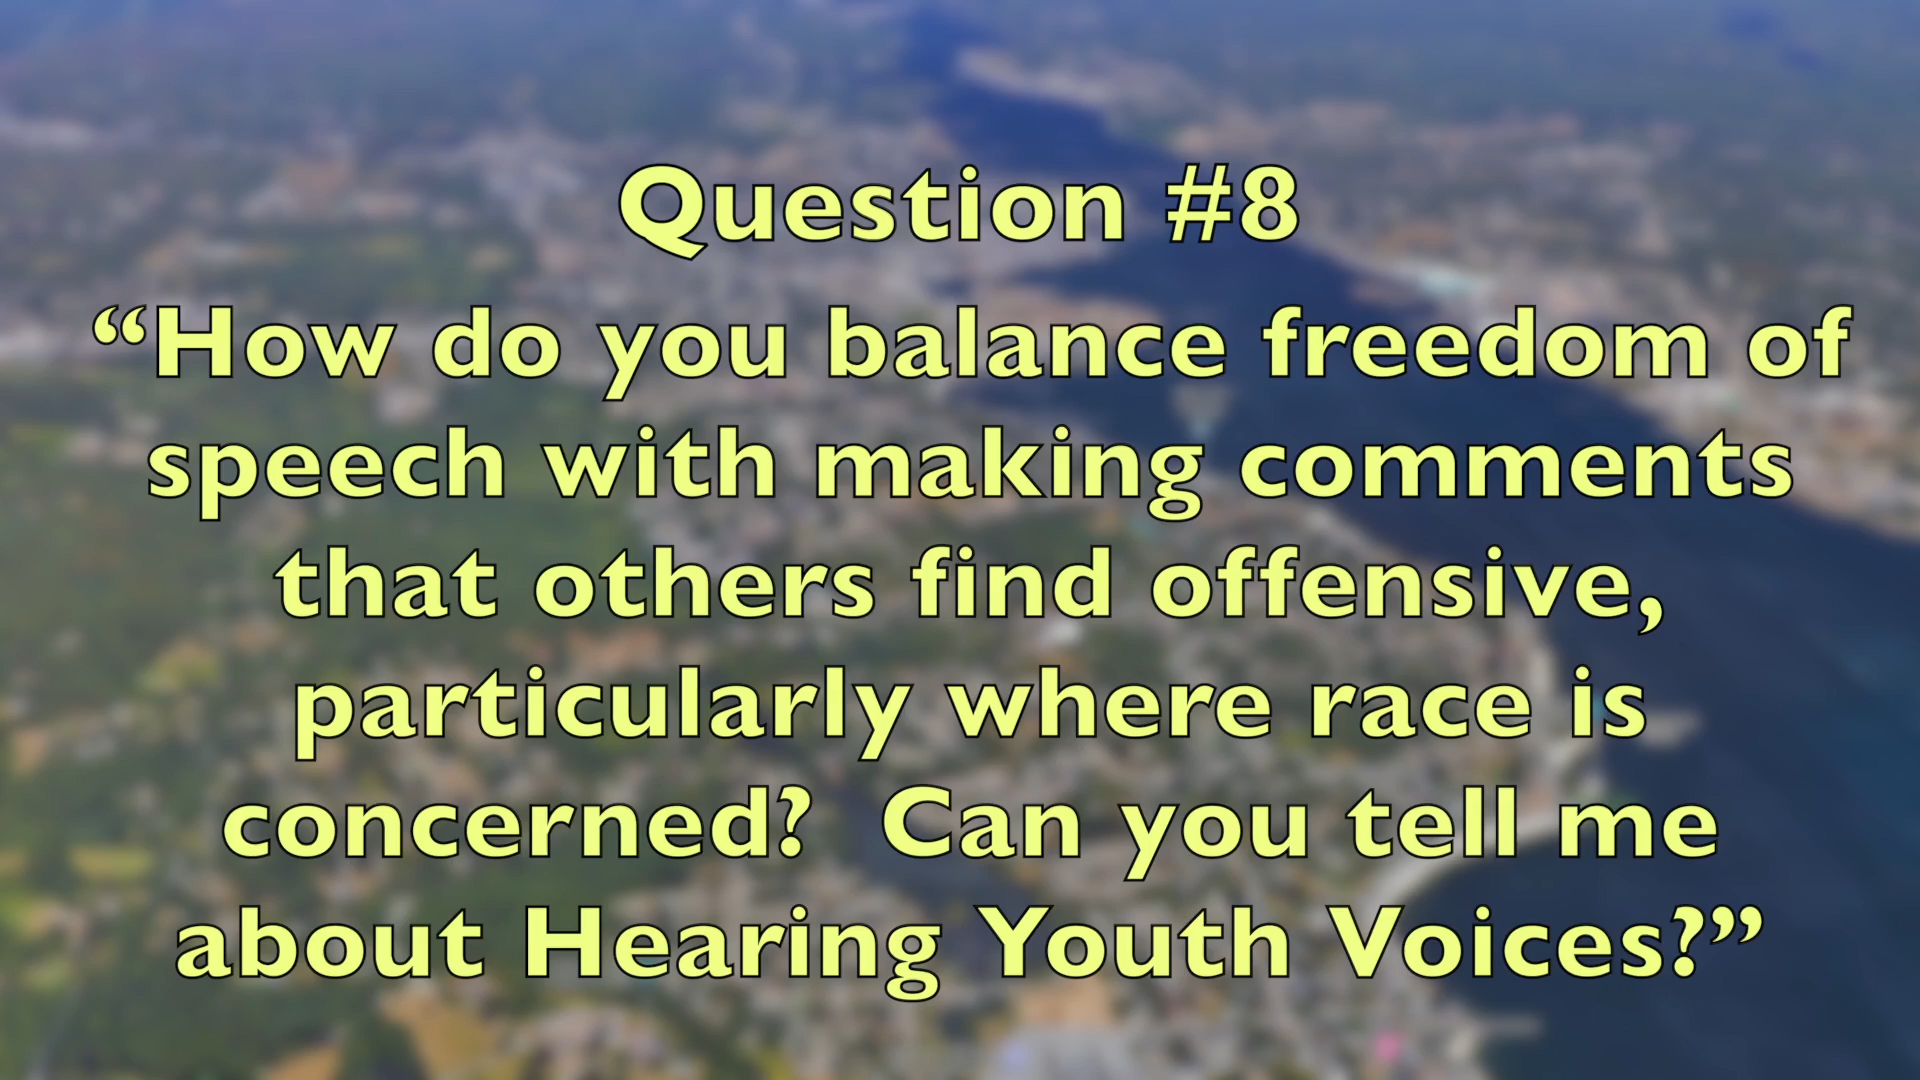 Question #8
“How do you balance freedom of
speech with making comments
that others find offensive,
particularly where race is
concerned?  Can you tell me
about Hearing Youth Voices?”